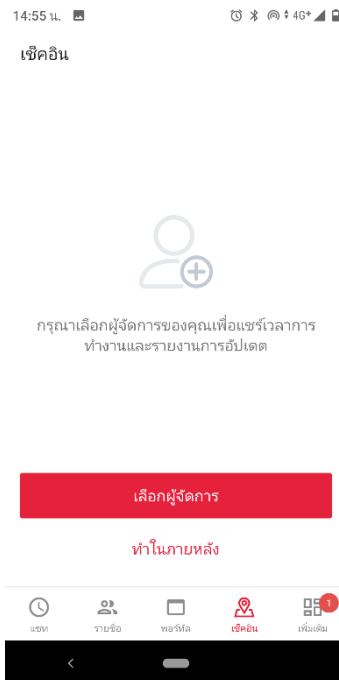 14:55 น. 4G+
เช็คอิน
กรุณาเลือกผู้จัดการของคุณเพื่อแชร์เวลาการ
ทำงานและรายงานการอัปเดต
เลือกผู้จัดการ
ทำในภายหลัง
1
แชท รายชื่อ พอร์ทัล เช็คอิน เพิ่มเติม